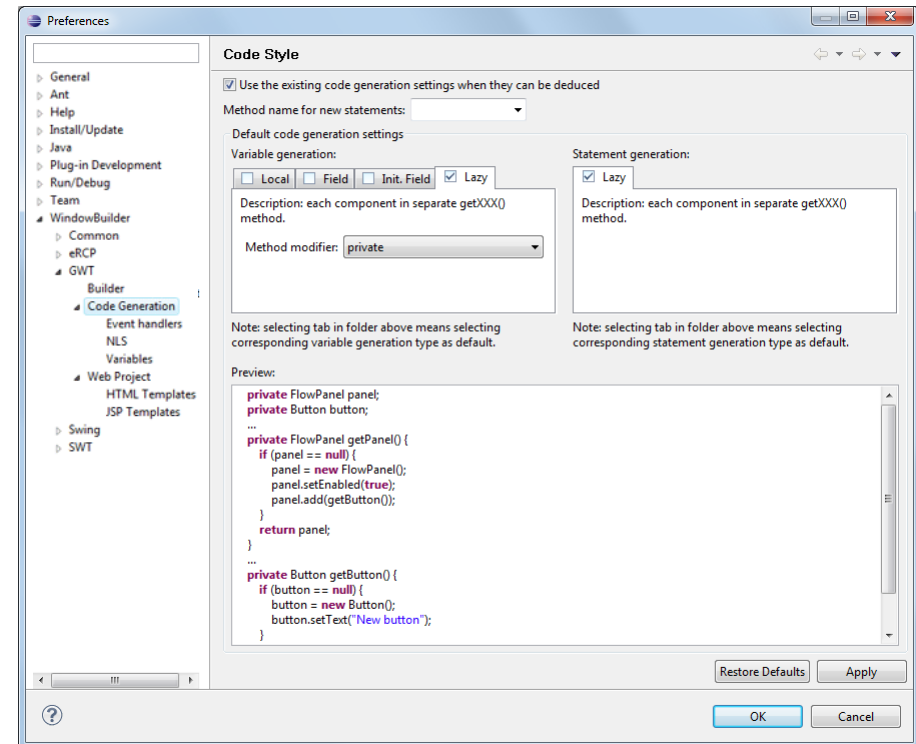 Preferences
Code Style
General
Ant
Help
Install/Update
Java
Plug-in Development
Run/Debug
Team
WindowBuilder
Common
eRCP
GWT
Builder
Code Generation
Event handlers
NLS
Variables
Web Project
HTML Templates
JSP Templates
Swing
SWT
Use the existing code generation settings when they can be deduced
Method name for new statements:
Default code generation settings
Variable generation:
Local Field Init. Field Lazy
Description: each component in separate getXXX()
method.
Method modifier: private
Note: selecting tab in folder above means selecting
corresponding variable generation type as default.
Statement generation:
Lazy
Description: each component in separate getXXX()
method.
Note: selecting tab in folder above means selecting
corresponding statement generation type as default.
Preview:
private FlowPanel panel;
private Button button;
...
private FlowPanel getPanel() {
if (panel == null) {
panel = new FlowPanel();
panel.setEnabled(true);
panel.add(getButton());
}
return panel;
}
...
private Button getButton() {
if (button == null) {
button = new Button();
button.setText("New button");
}
Restore Defaults Apply
OK Cancel